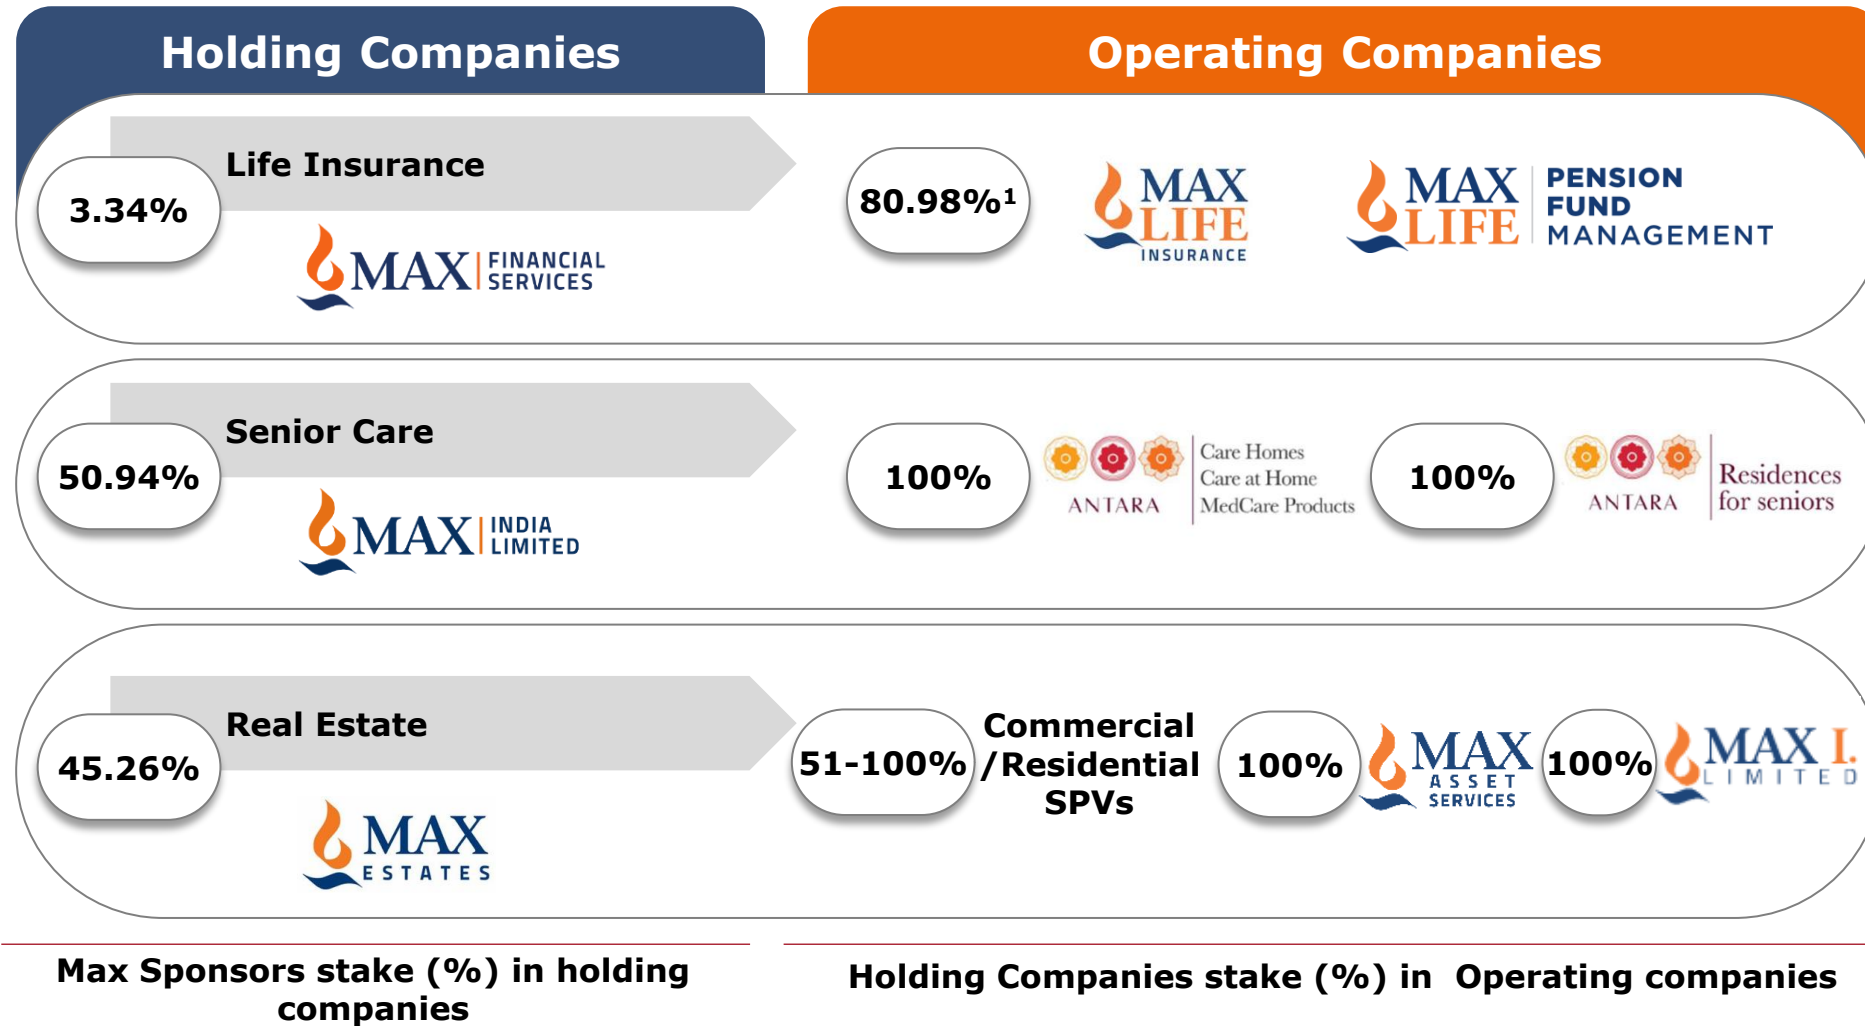 Holding Companies
Operating Companies
Life Insurance
3.34%
MAX FINANCIAL
SERVICES
80.98%1
MAX
LIFE
INSURANCE
MAX
LIFE
PENSION
FUND
MANAGEMENT
Senior Care
50.94%
MAX INDIA
LIMITED
100%
ANTARA
Care Homes
Care at Home
MedCare Products
100%
ANTARA
Residences
for seniors
Real Estate
45.26%
MAX
ESTATES
51-100%
Commercial
/Residential
SPVs
100%
MAX
ASSET
SERVICES
100%
MAX I.
LIMITED
Max Sponsors stake (%) in holding
companies
Holding Companies stake (%) in Operating companies